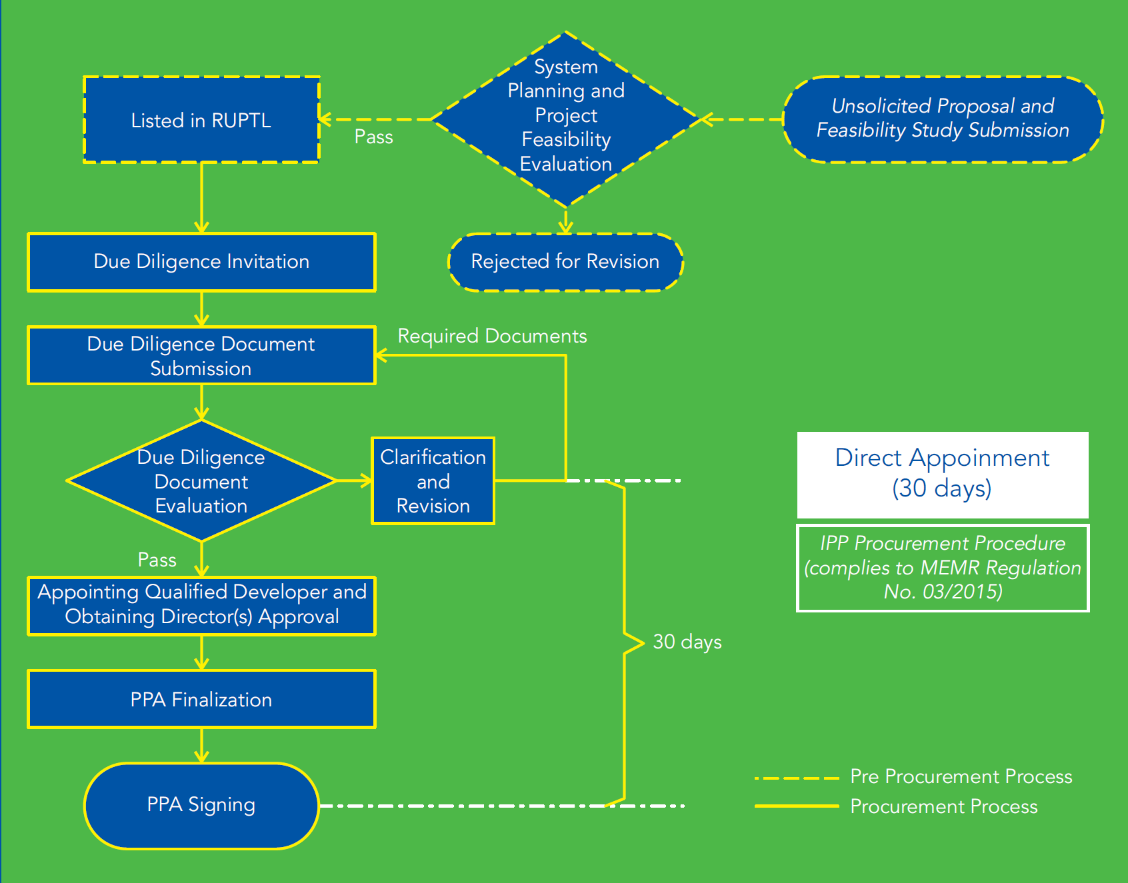 System
Planning and
Project
Feasibility
Evaluation
Unsolicited Proposal and
Feasibility Study Submission
Listed in RUPTL
Pass
Due Diligence Invitation
Rejected for Revision
Due Diligence Document
Submission
Required Documents
Due Diligence
Document
Evaluation
Clarification
and
Revision
Direct Appoinment
(30 days)
IPP Procurement Procedure
(complies to MEMR Regulation
No. 03/2015)
Pass
Appointing Qualified Developer and
Obtaining Director(s) Approval
30 days
PPA Finalization
PPA Signing
Pre Procurement Process
Procurement Process